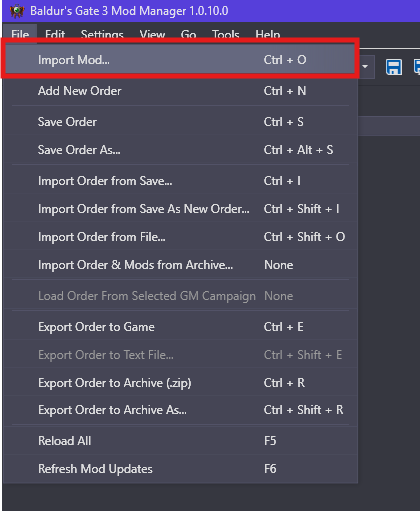 Baldur's Gate 3 Mod Manager 1.0.10.0
File Edit Settings View Go Tools Help
Import Mod... Ctrl + O
Add New Order Ctrl + N
Save Order Ctrl + S
Save Order As... Ctrl + Alt + S
Import Order from Save... Ctrl + I
Import Order from Save As New Order... Ctrl + Shift + I
Import Order from File... Ctrl + Shift + O
Import Order & Mods from Archive... None
Load Order From Selected GM Campaign None
Export Order to Game Ctrl + E
Export Order to Text File... Ctrl + Shift + E
Export Order to Archive (.zip) Ctrl + R
Export Order to Archive As... Ctrl + Shift + R
Reload All F5
Refresh Mod Updates F6